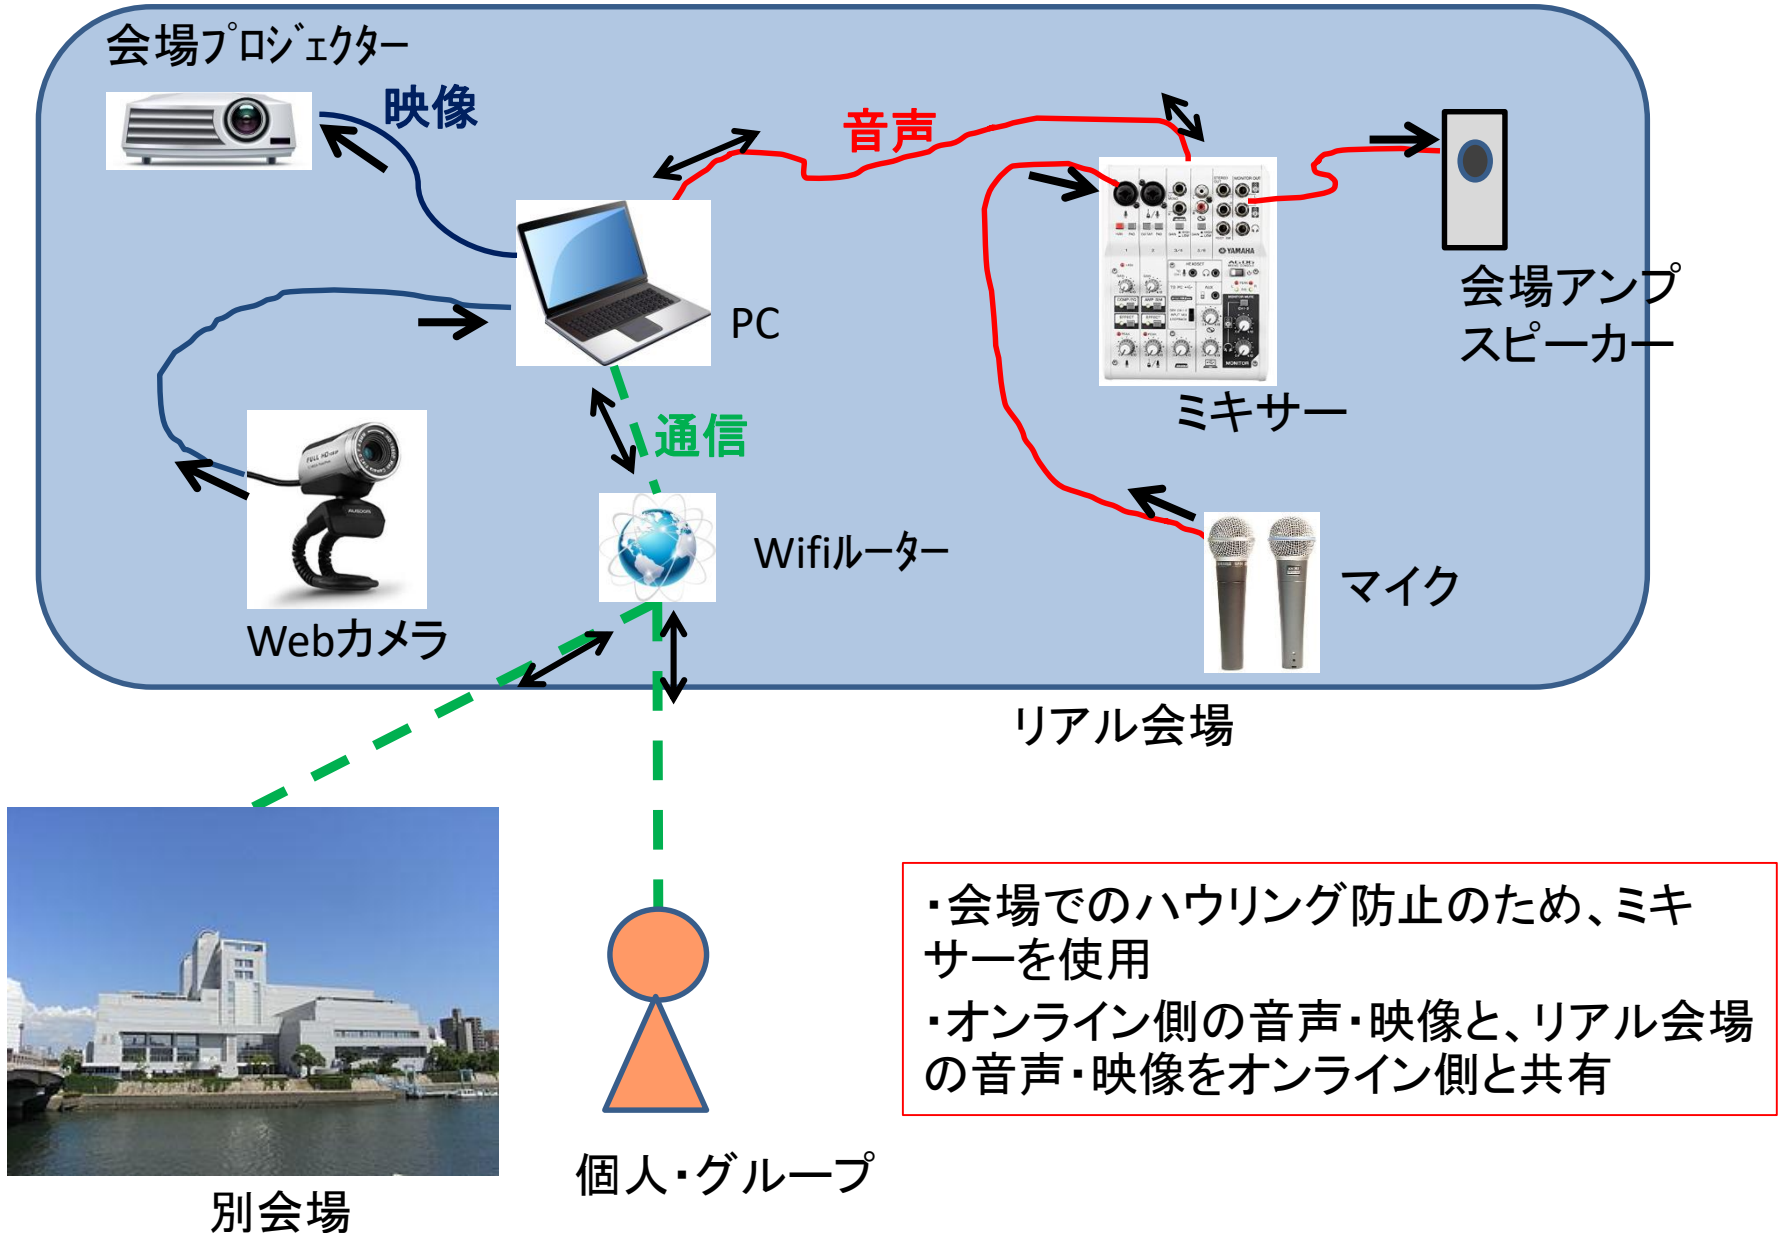 会場プロジェクター
映像
音声
PC
会場アンプ
スピーカー
ミキサー
通信
Wifiルーター
マイク
Webカメラ
リアル会場
・会場でのハウリング防止のため、ミキ
サーを使用
・オンライン側の音声・映像と、リアル会場
の音声・映像をオンライン側と共有
個人・グループ
別会場
YAMAHA
FULL HD
AUSDOM
MONITOR